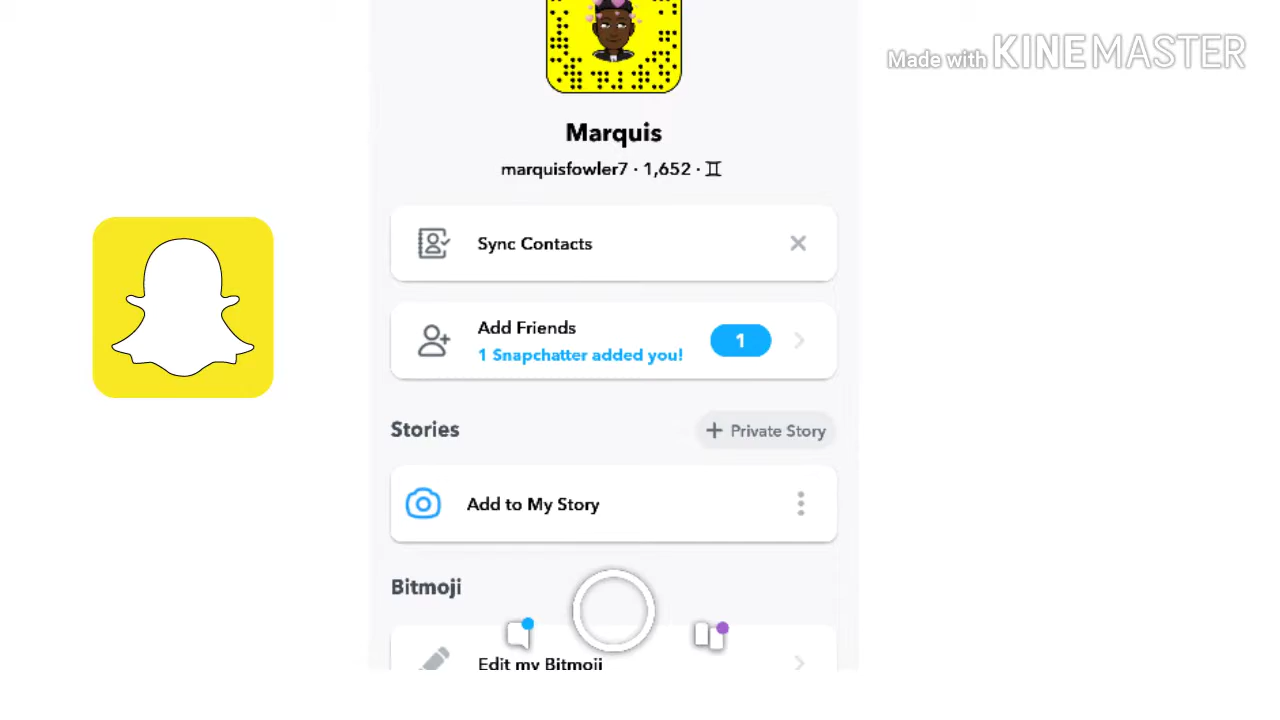 Made with KINEMASTER
Marquis
marquisfowler7 · 1,652 · ♊
Sync Contacts
Add Friends
1 Snapchatter added you!
1
Stories
+ Private Story
Add to My Story
Bitmoji
Edit my Bitmoji